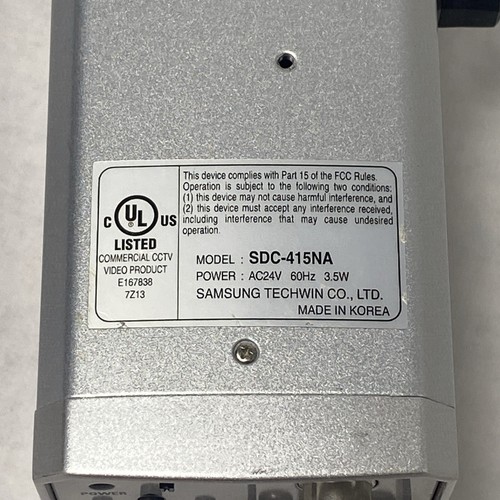 This device complies with Part 15 of the FCC Rules.
Operation is subject to the following two conditions:
(1) this device may not cause harmful interference, and
(2) this device must accept any interference received,
including interference that may cause undesired
operation.
C UL US
LISTED
COMMERCIAL CCTV
VIDEO PRODUCT
E167838
7Z13
MODEL : SDC-415NA
POWER : AC24V 60Hz 3.5W
SAMSUNG TECHWIN CO., LTD.
MADE IN KOREA
POWER